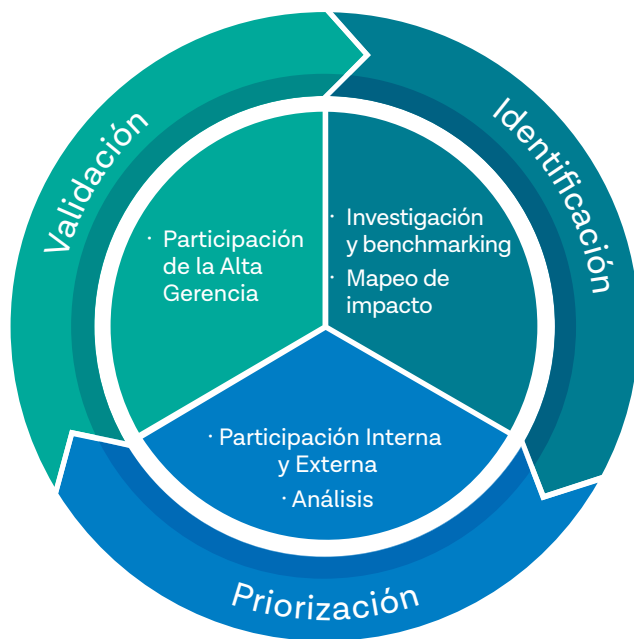 Validación
Identificación
· Participación
de la Alta
Gerencia
· Investigación
y benchmarking
· Mapeo de
impacto
· Participación Interna
y Externa
· Análisis
Priorización